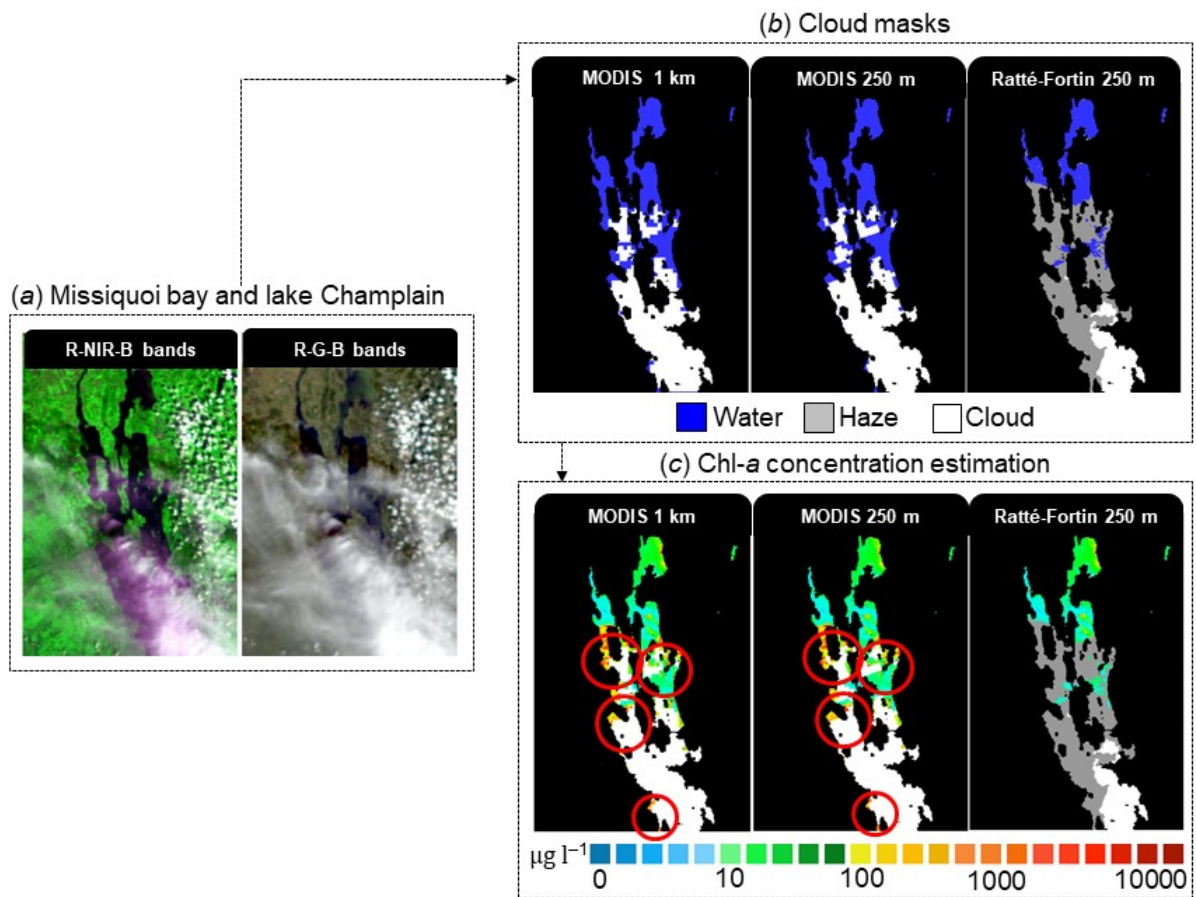 (b) Cloud masks
MODIS 1 km
MODIS 250 m
Ratté-Fortin 250 m
Water
Haze
Cloud
(a) Missiquoi bay and lake Champlain
R-NIR-B bands
R-G-B bands
(c) Chl-a concentration estimation
MODIS 1 km
MODIS 250 m
Ratté-Fortin 250 m
µg l⁻¹
0 10 100 1000 10000